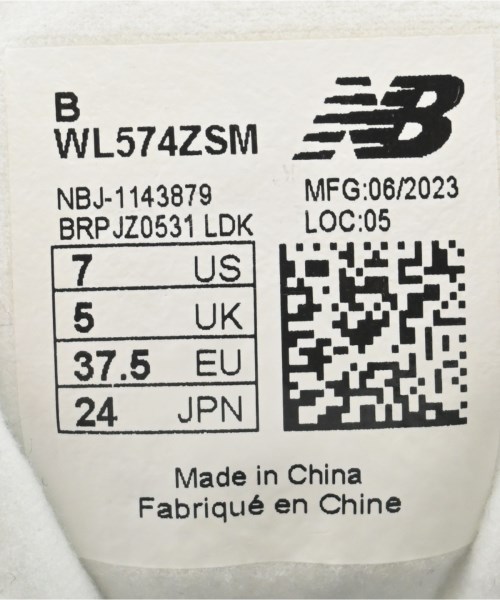 B
WL574ZSM
NB
NBJ-1143879
BRPJZ0531 LDK
MFG:06/2023
LOC:05
7 US
5 UK
37.5 EU
24 JPN
Made in China
Fabriqué en Chine